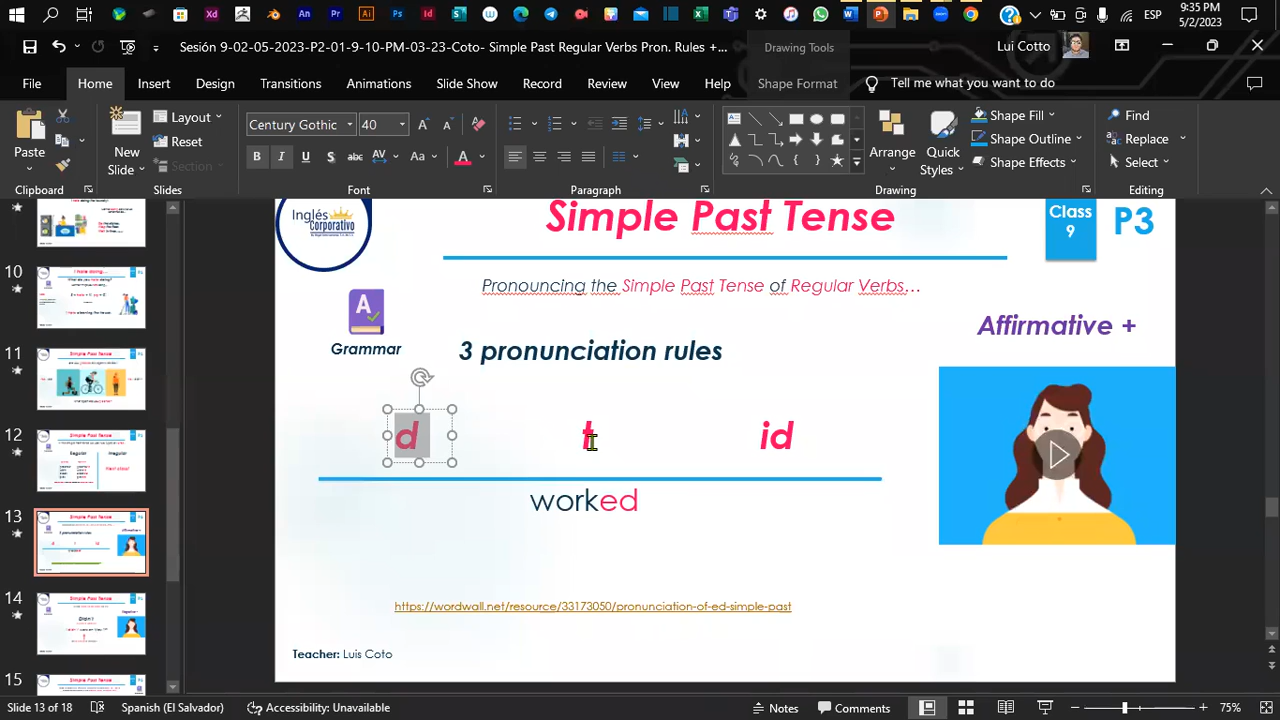 9:35 PM
ESP
5/2/2023
Sesión 9-02-05-2023-P2-01-9-10-PM-03-23-Coto- Simple Past Regular Verbs Pron. Rules +...
Drawing Tools
Lui Cotto
File
Home
Insert
Design
Transitions
Animations
Slide Show
Record
Review
View
Help
Shape Format
Tell me what you want to do
Paste
New
Slide
Layout
Reset
Section
Century Gothic
40
Arrange
Quick
Styles
Shape Fill
Shape Outline
Shape Effects
Find
Replace
Select
Clipboard
Slides
Font
Paragraph
Drawing
Editing
10
11
12
13
14
15
Inglés
Corporativo
Simple Past Tense
Class
9
P3
Pronouncing the Simple Past Tense of Regular Verbs...
Affirmative +
Grammar
3 pronunciation rules
d
t
id
worked
https://wordwall.net/resource/33173050/pronunciation-of-ed-simple-past
Teacher: Luis Coto
Slide 13 of 18
Spanish (El Salvador)
Accessibility: Unavailable
Notes
Comments
75%